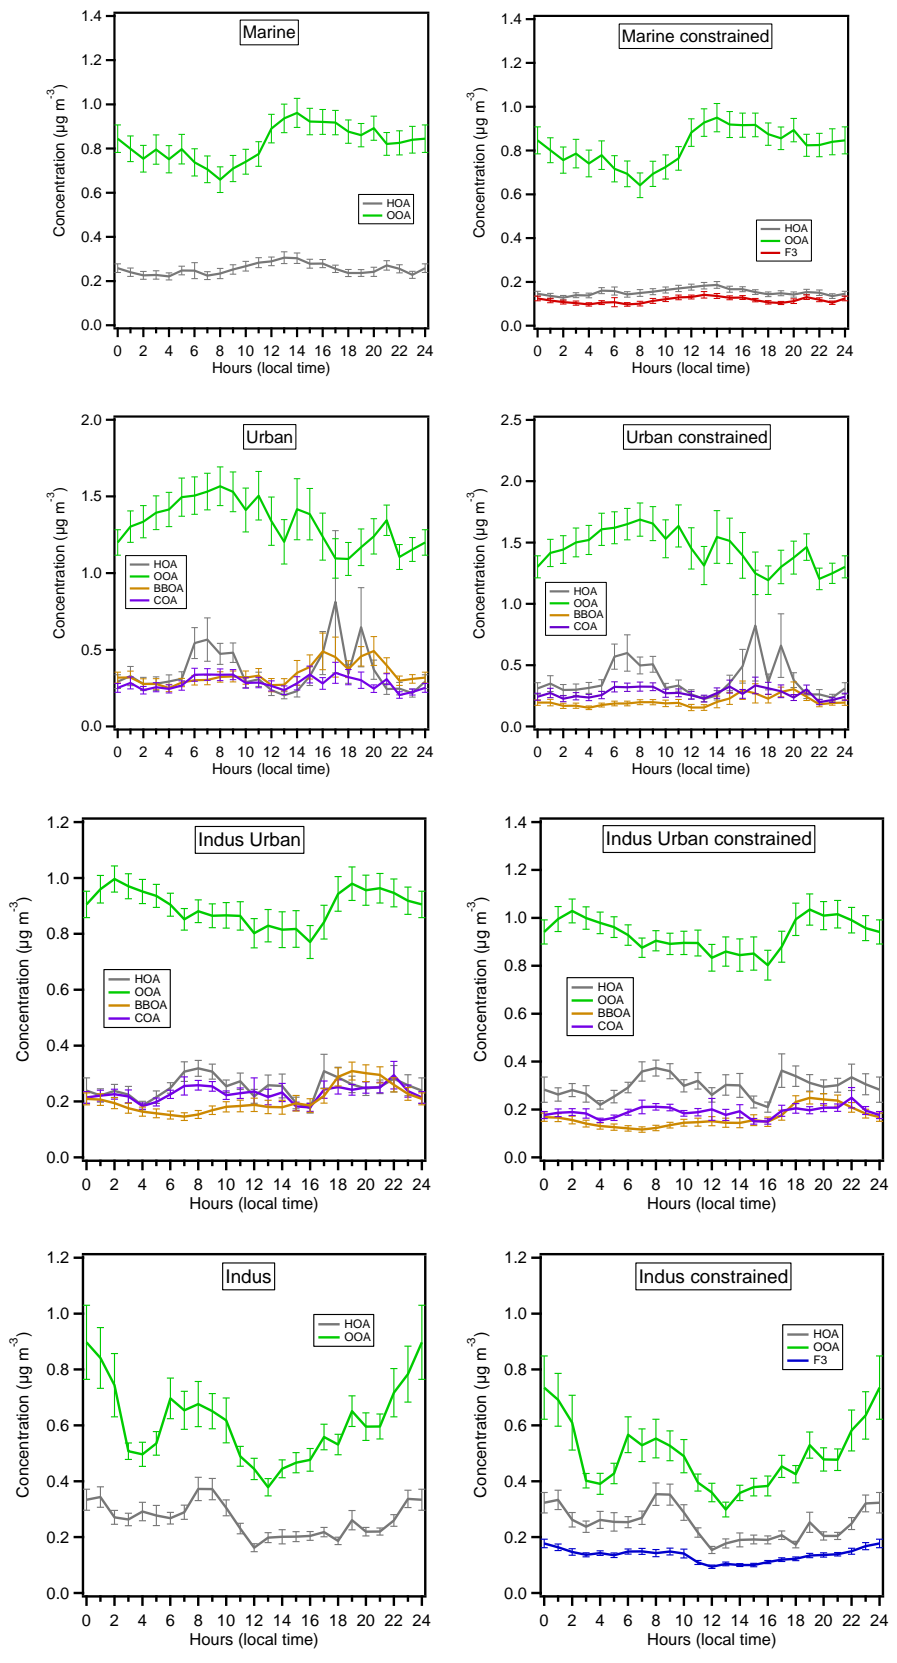 Marine
Concentration (µg m-3)
1.4
1.2
1.0
0.8
0.6
0.4
0.2
0.0
HOA
OOA
0 2 4 6 8 10 12 14 16 18 20 22 24
Hours (local time)
Marine constrained
Concentration (µg m-3)
1.4
1.2
1.0
0.8
0.6
0.4
0.2
0.0
HOA
OOA
F3
0 2 4 6 8 10 12 14 16 18 20 22 24
Hours (local time)
Urban
Concentration (µg m-3)
2.0
1.5
1.0
0.5
0.0
HOA
OOA
BBOA
COA
0 2 4 6 8 10 12 14 16 18 20 22 24
Hours (local time)
Urban constrained
Concentration (µg m-3)
2.5
2.0
1.5
1.0
0.5
0.0
HOA
OOA
BBOA
COA
0 2 4 6 8 10 12 14 16 18 20 22 24
Hours (local time)
Indus Urban
Concentration (µg m-3)
1.2
1.0
0.8
0.6
0.4
0.2
0.0
HOA
OOA
BBOA
COA
0 2 4 6 8 10 12 14 16 18 20 22 24
Hours (local time)
Indus Urban constrained
Concentration (µg m-3)
1.4
1.2
1.0
0.8
0.6
0.4
0.2
0.0
HOA
OOA
BBOA
COA
0 2 4 6 8 10 12 14 16 18 20 22 24
Hours (local time)
Indus
Concentration (µg m-3)
1.2
1.0
0.8
0.6
0.4
0.2
0.0
HOA
OOA
0 2 4 6 8 10 12 14 16 18 20 22 24
Hours (local time)
Indus constrained
Concentration (µg m-3)
1.2
1.0
0.8
0.6
0.4
0.2
0.0
HOA
OOA
F3
0 2 4 6 8 10 12 14 16 18 20 22 24
Hours (local time)